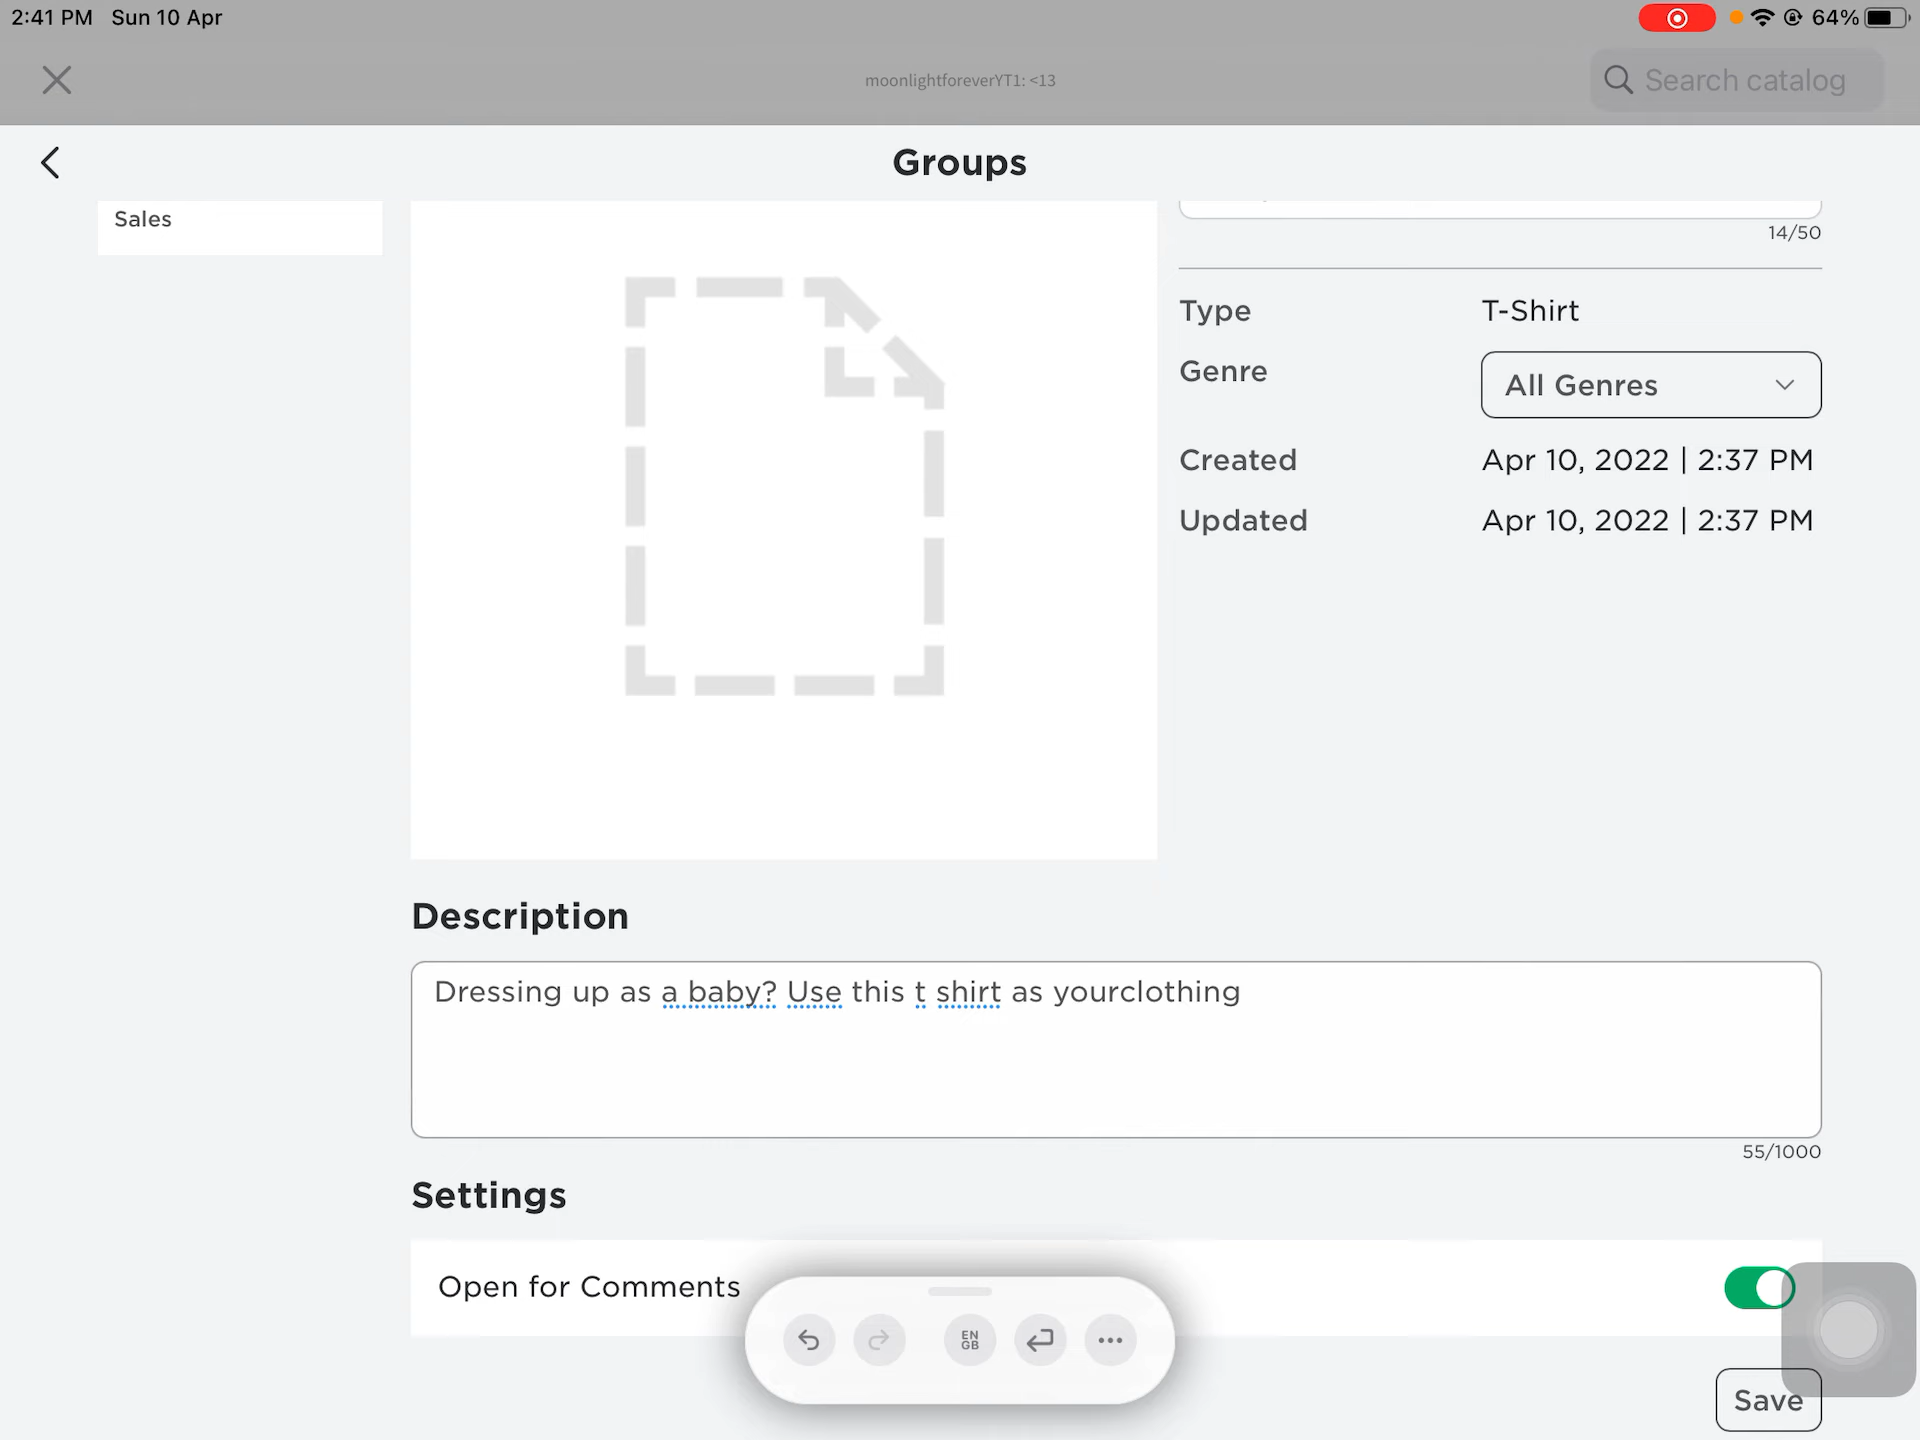 2:41 PM Sun 10 Apr
64%
moonlightforeverYT1: <13
Search catalog
Groups
Sales
14/50
Type T-Shirt
Genre All Genres
Created Apr 10, 2022 | 2:37 PM
Updated Apr 10, 2022 | 2:37 PM
Description
Dressing up as a baby? Use this t shirt as yourclothing
55/1000
Settings
Open for Comments
EN
GB
Save